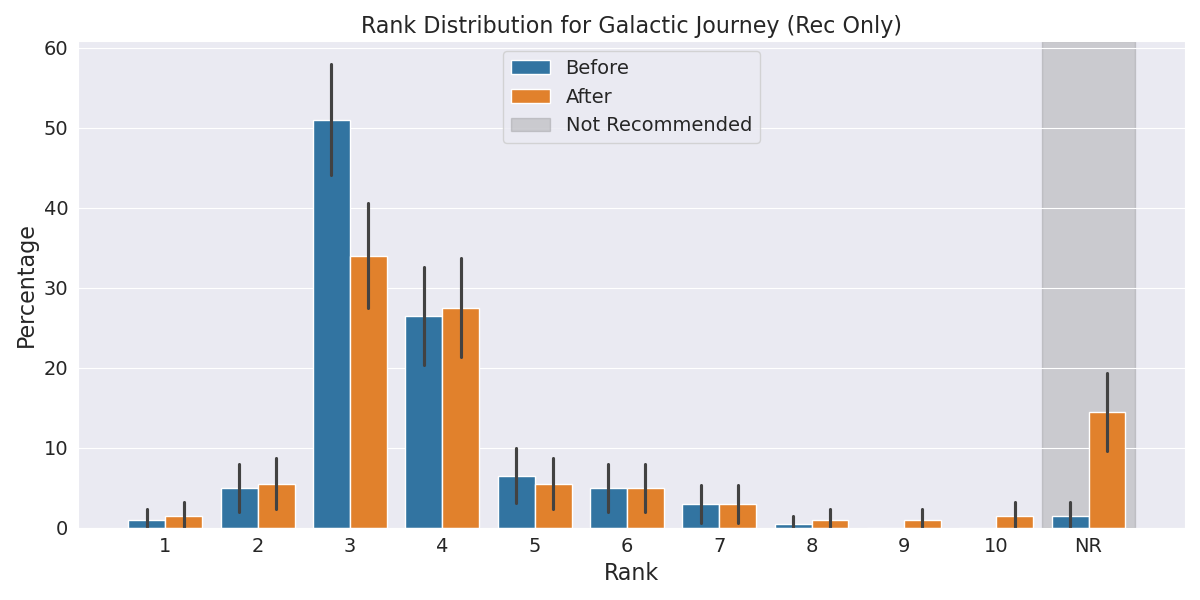 Rank Distribution for Galactic Journey (Rec Only)
60
50
40
30
20
10
0
Percentage
Before
After
Not Recommended
1 2 3 4 5 6 7 8 9 10 NR
Rank